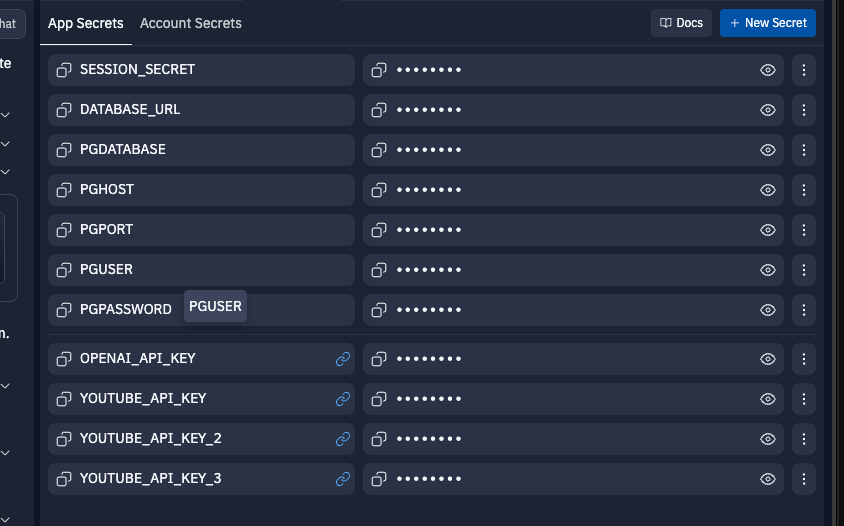 hat
App Secrets Account Secrets Docs + New Secret
te
SESSION_SECRET ••••••••
DATABASE_URL ••••••••
PGDATABASE ••••••••
PGHOST ••••••••
PGPORT ••••••••
PGUSER ••••••••
PGPASSWORD PGUSER ••••••••
m.
OPENAI_API_KEY ••••••••
YOUTUBE_API_KEY ••••••••
YOUTUBE_API_KEY_2 ••••••••
YOUTUBE_API_KEY_3 ••••••••